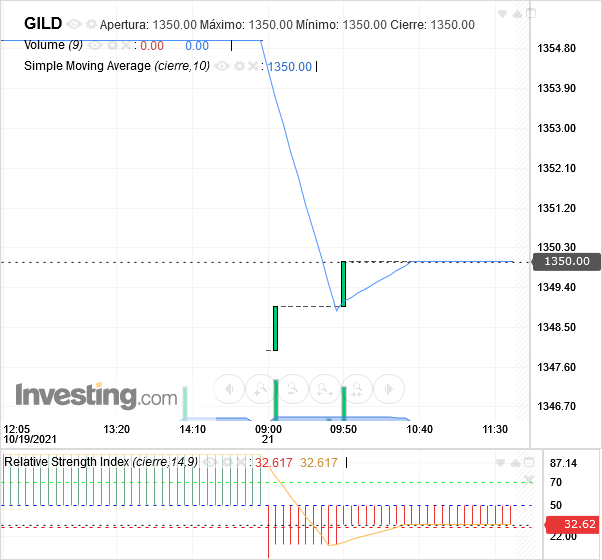 GILD Apertura: 1350.00 Máximo: 1350.00 Mínimo: 1350.00 Cierre: 1350.00
Volume (9) : 0.00 0.00
Simple Moving Average (cierre,10) : 1350.00
1354.80
1353.90
1353.00
1352.10
1351.20
1350.30
1350.00
1349.40
1348.50
1347.60
1346.70
Investing.com
12:05 13:20 14:10 09:00 09:50 10:40 11:30
10/19/2021 21
Relative Strength Index (cierre,14,9) : 32.617 32.617
87.14
70
50
32.62
22.00